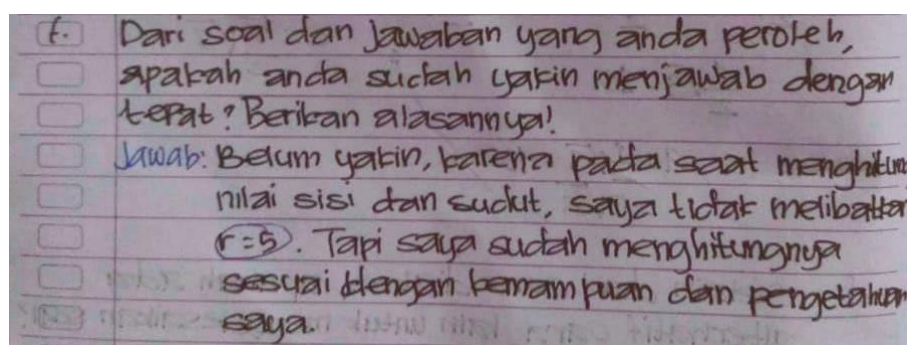 f. Dari soal dan jawaban yang anda peroleh,
apakah anda sudah yakin menjawab dengan
tepat? Berikan alasannya!
Jawab: Belum yakin, karena pada saat menghitung
nilai sisi dan sudut, saya tidak melibatkan
r=5. Tapi saya sudah menghitungnya
sesuai dengan kemampuan dan pengetahuan
saya.